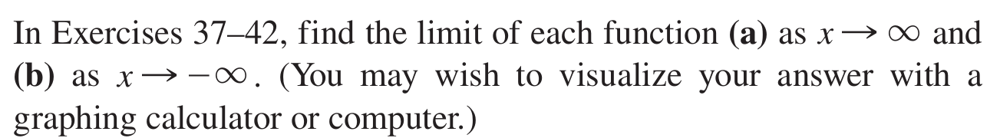 In Exercises 37–42, find the limit of each function (a) as x → ∞ and
(b) as x → −∞. (You may wish to visualize your answer with a
graphing calculator or computer.)